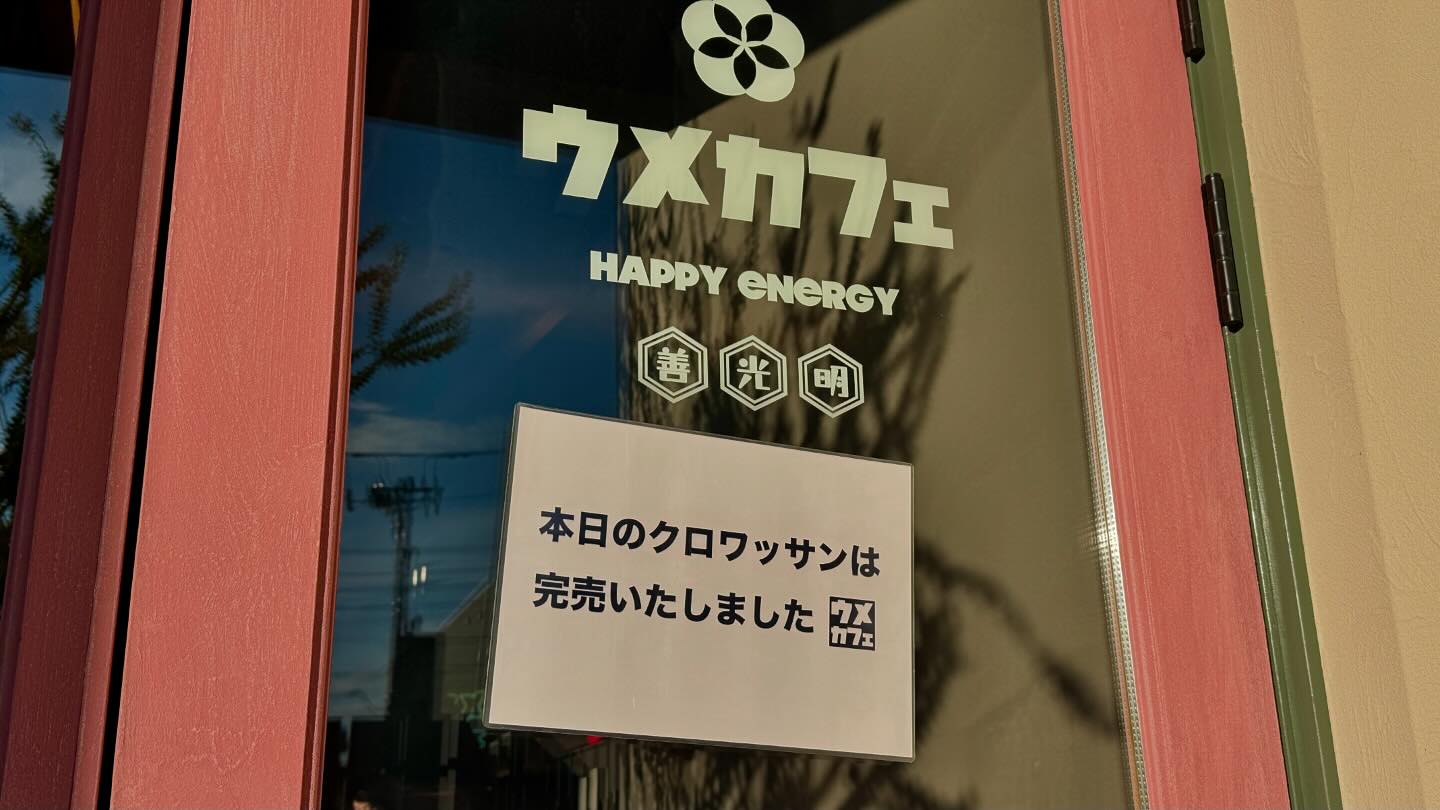 ウメカフェ
HAPPY eNeRGY
善 光 明
本日のクロワッサンは
完売いたしました ウメ
カフェ